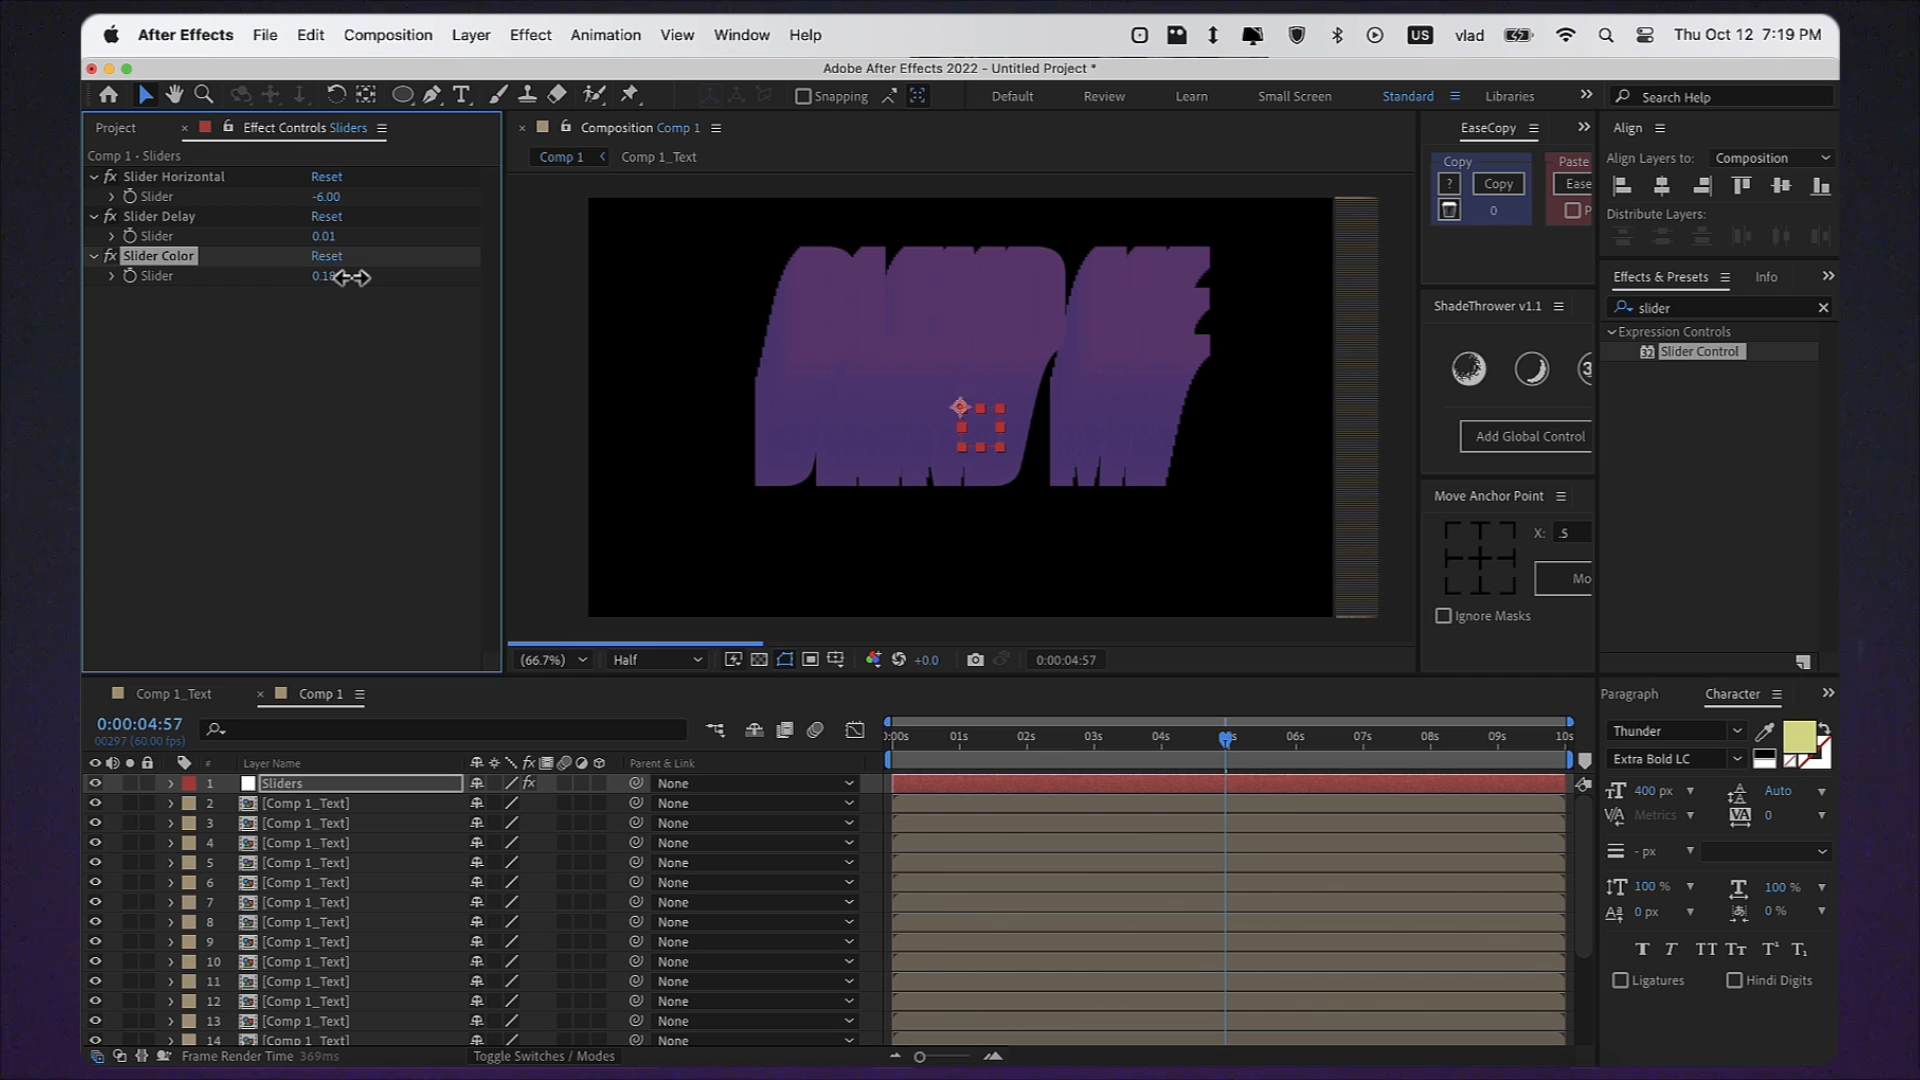 After Effects File Edit Composition Layer Effect Animation View Window Help US vlad Thu Oct 12 7:19 PM
Adobe After Effects 2022 - Untitled Project *
Snapping Default Review Learn Small Screen Standard Libraries Search Help
Project Effect Controls Sliders
Comp 1 • Sliders
Slider Horizontal Reset
Slider -6.00
Slider Delay Reset
Slider 0.01
Slider Color Reset
Slider 0.18
Composition Comp 1
Comp 1 Comp 1_Text
(66.7%) Half +0.0 0:00:04:57
EaseCopy
Copy Paste
? Copy Ease
0 P
ShadeThrower v1.1
Add Global Control
Move Anchor Point
X: .5
Mo
Ignore Masks
Align
Align Layers to: Composition
Distribute Layers:
Effects & Presets Info
slider
Expression Controls
32 Slider Control
Comp 1_Text Comp 1
0:00:04:57
00297 (60.00 fps)
:00s 01s 02s 03s 04s 5s 06s 07s 08s 09s 10s
# Layer Name fx Parent & Link
1 Sliders fx None
2 [Comp 1_Text] None
3 [Comp 1_Text] None
4 [Comp 1_Text] None
5 [Comp 1_Text] None
6 [Comp 1_Text] None
7 [Comp 1_Text] None
8 [Comp 1_Text] None
9 [Comp 1_Text] None
10 [Comp 1_Text] None
11 [Comp 1_Text] None
12 [Comp 1_Text] None
13 [Comp 1_Text] None
14 [Comp 1_Text] None
Frame Render Time 369ms Toggle Switches / Modes
Paragraph Character
Thunder
Extra Bold LC
400 px Auto
Metrics 0
- px
100 % 100 %
0 px 0 %
T T TT Tт T¹ T₁
Ligatures Hindi Digits